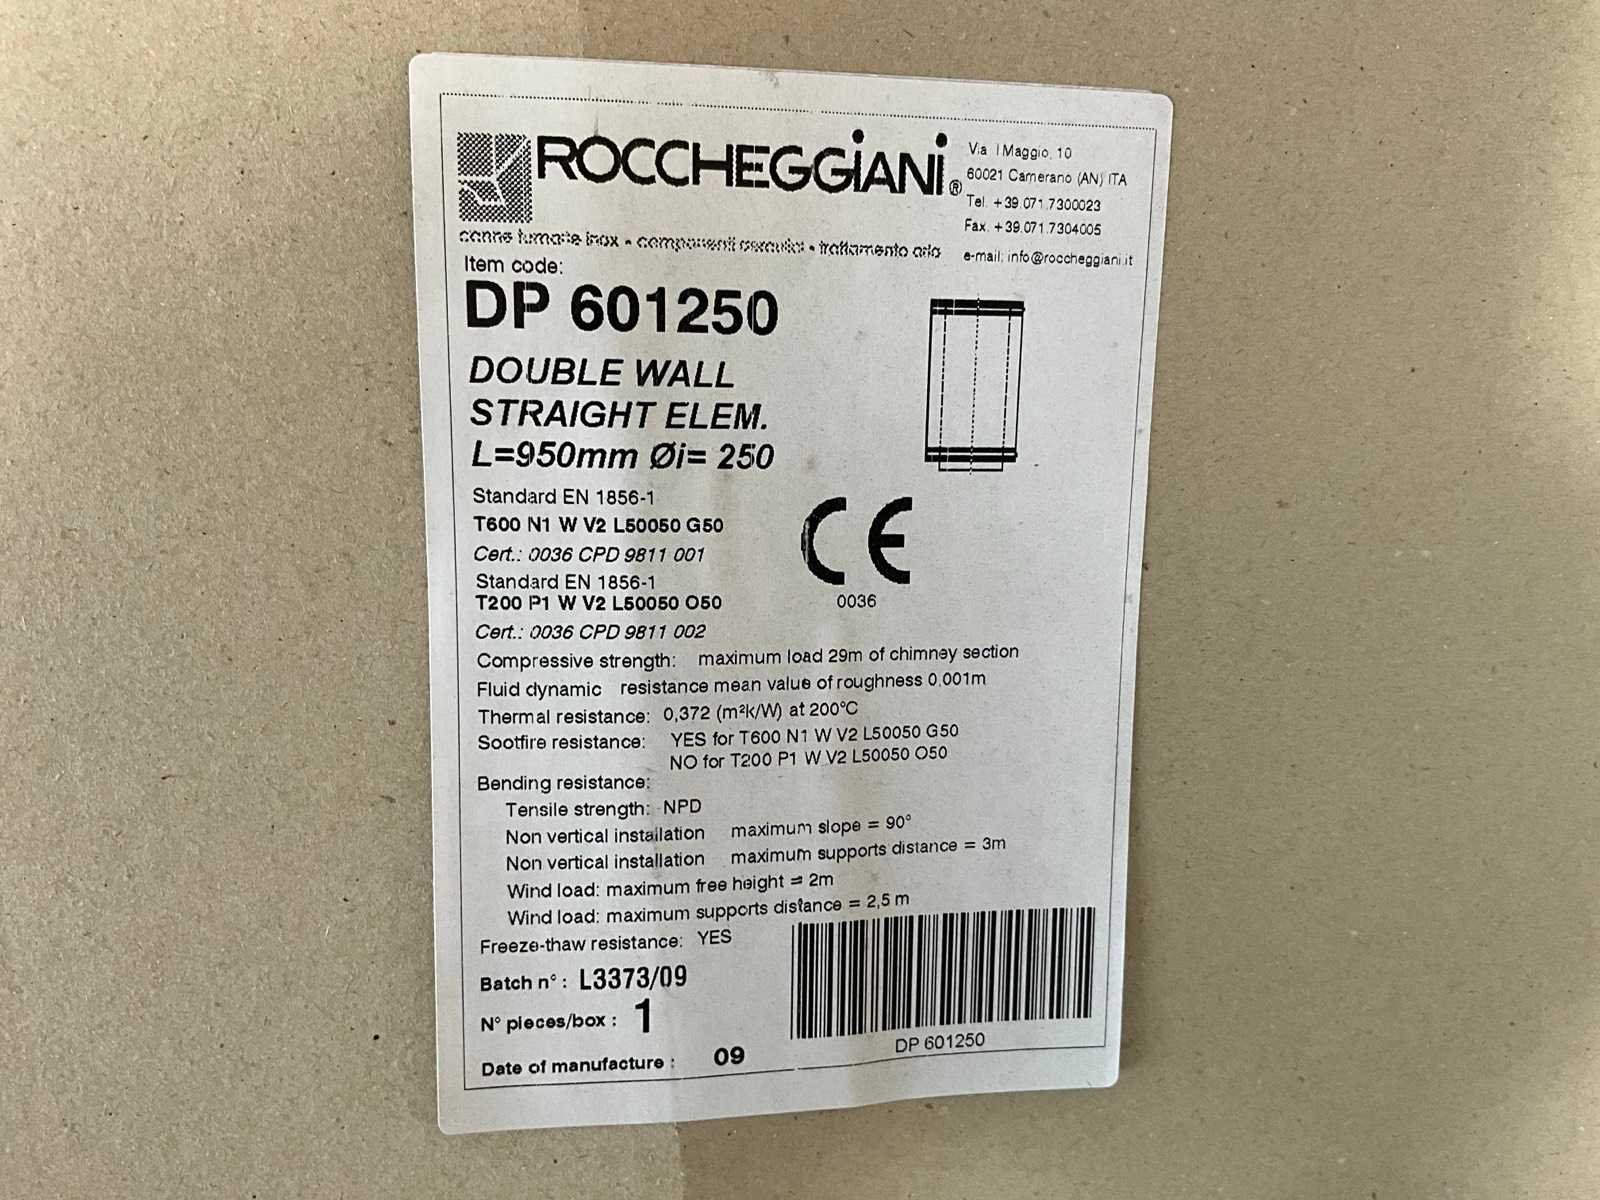 ROCCHEGGiANi®
Via I Maggio, 10
60021 Camerano (AN) ITA
Tel. +39.071.7300023
Fax. +39.071.7304005
e-mail: info@roccheggiani.it
canne fumarie inox • componenti aeraulici • trattamento aria
Item code:
DP 601250
DOUBLE WALL
STRAIGHT ELEM.
L=950mm Øi= 250
Standard EN 1856-1
T600 N1 W V2 L50050 G50
Cert.: 0036 CPD 9811 001
Standard EN 1856-1
T200 P1 W V2 L50050 O50
Cert.: 0036 CPD 9811 002
CE
0036
Compressive strength: maximum load 29m of chimney section
Fluid dynamic resistance mean value of roughness 0,001m
Thermal resistance: 0,372 (m²k/W) at 200°C
Sootfire resistance: YES for T600 N1 W V2 L50050 G50
NO for T200 P1 W V2 L50050 O50
Bending resistance:
Tensile strength: NPD
Non vertical installation maximum slope = 90°
Non vertical installation maximum supports distance = 3m
Wind load: maximum free height = 2m
Wind load: maximum supports distance = 2,5 m
Freeze-thaw resistance: YES
Batch n° : L3373/09
N° pieces/box : 1
Date of manufacture : 09
DP 601250